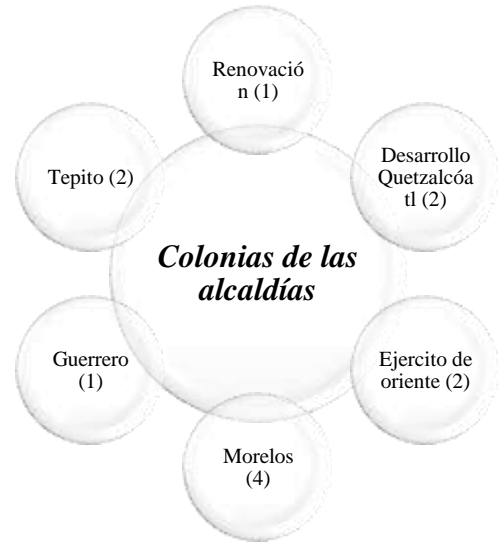 Renovació
n (1)
Desarrollo
Quetzalcóa
tl (2)
Ejercito de
oriente (2)
Morelos
(4)
Guerrero
(1)
Tepito (2)
Colonias de las
alcaldías